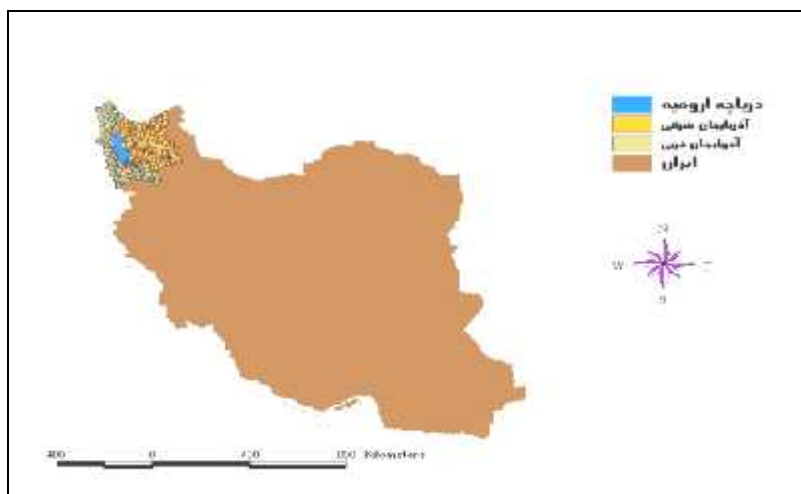 دریاچه ارومیه
آذربایجان شرقی
آذربایجان غربی
ایران
N
W
S
400 0 400 800 Kilometers